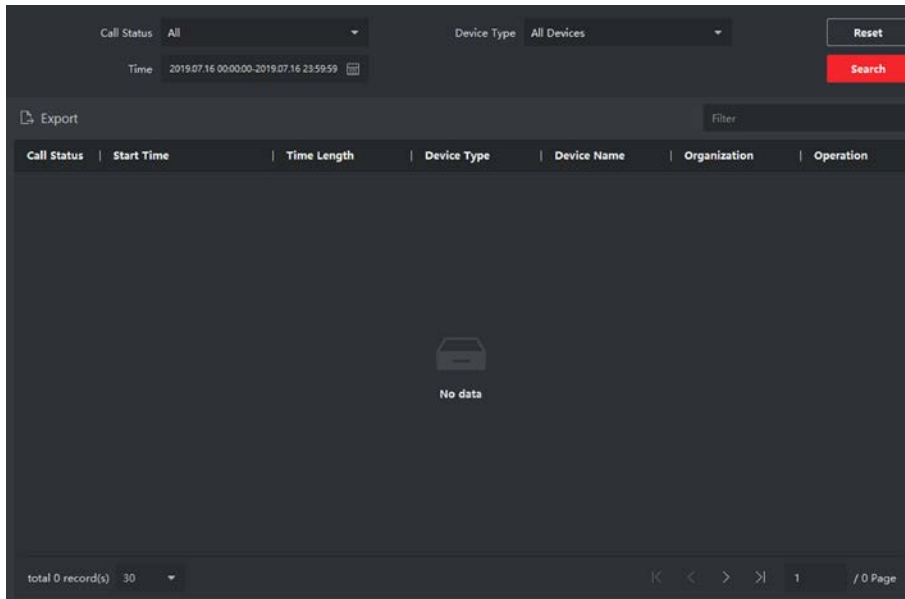 Call Status All Device Type All Devices Reset
Time 2019.07.16 00:00:00-2019.07.16 23:59:59 Search
Export Filter
Call Status | Start Time | Time Length | Device Type | Device Name | Organization | Operation
No data
total 0 record(s) 30 1 / 0 Page